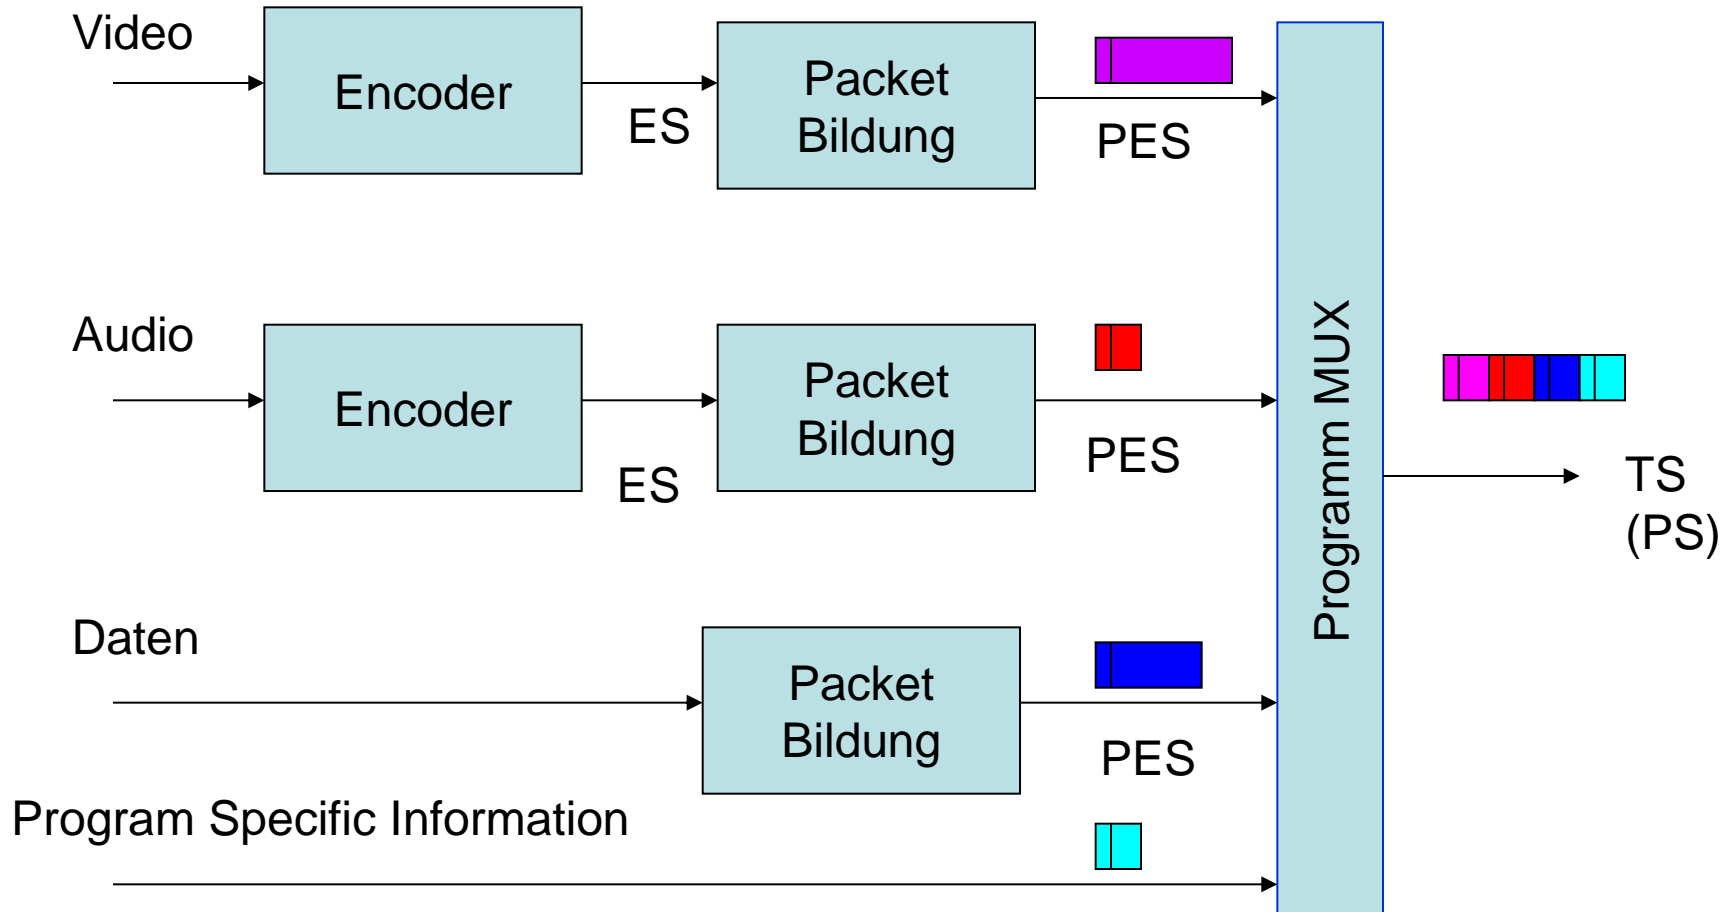 Video
Encoder
ES
Packet
Bildung
PES
Audio
Encoder
ES
Packet
Bildung
PES
Programm MUX
TS
(PS)
Daten
Packet
Bildung
PES
Program Specific Information